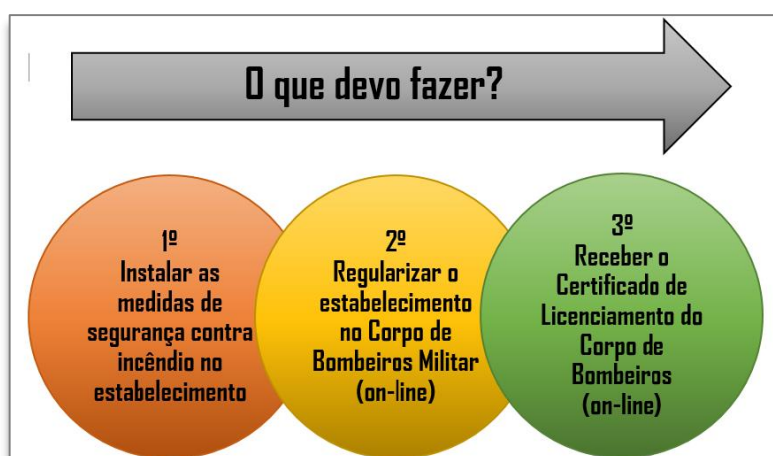 O que devo fazer?
1º
Instalar as
medidas de
segurança contra
incêndio no
estabelecimento
2º
Regularizar o
estabelecimento
no Corpo de
Bombeiros Militar
(on-line)
3º
Receber o
Certificado de
Licenciamento do
Corpo de
Bombeiros
(on-line)